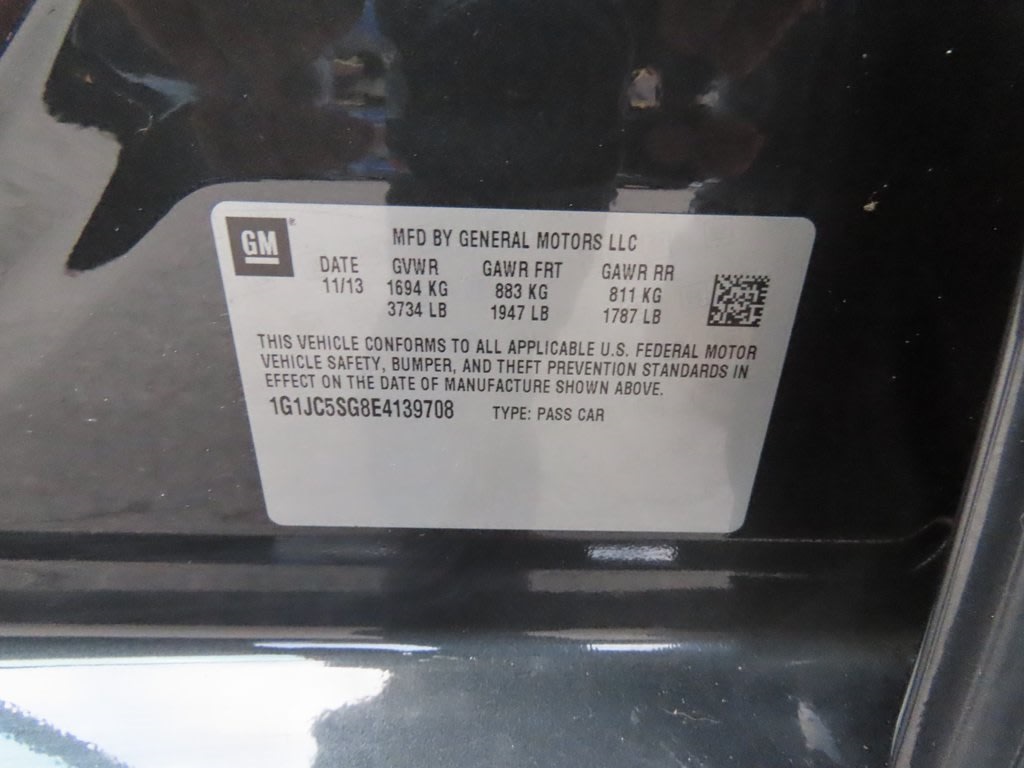 GM
MFD BY GENERAL MOTORS LLC
DATE GVWR GAWR FRT GAWR RR
11/13 1694 KG 883 KG 811 KG
3734 LB 1947 LB 1787 LB
THIS VEHICLE CONFORMS TO ALL APPLICABLE U.S. FEDERAL MOTOR
VEHICLE SAFETY, BUMPER, AND THEFT PREVENTION STANDARDS IN
EFFECT ON THE DATE OF MANUFACTURE SHOWN ABOVE.
1G1JC5SG8E4139708 TYPE: PASS CAR